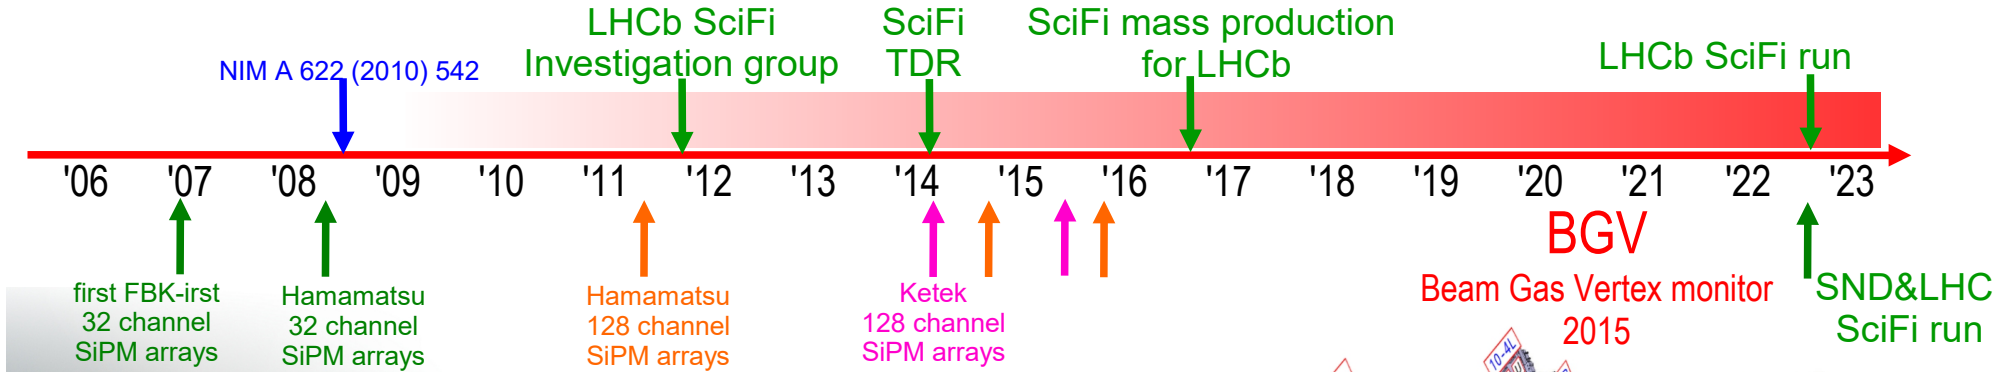 LHCb SciFi
Investigation group
SciFi
TDR
SciFi mass production
for LHCb
LHCb SciFi run
NIM A 622 (2010) 542
'06 '07 '08 '09 '10 '11 '12 '13 '14 '15 '16 '17 '18 '19 '20 '21 '22 '23
first FBK-irst
32 channel
SiPM arrays
Hamamatsu
32 channel
SiPM arrays
Hamamatsu
128 channel
SiPM arrays
Ketek
128 channel
SiPM arrays
BGV
Beam Gas Vertex monitor
2015
SND&LHC
SciFi run
10-4L